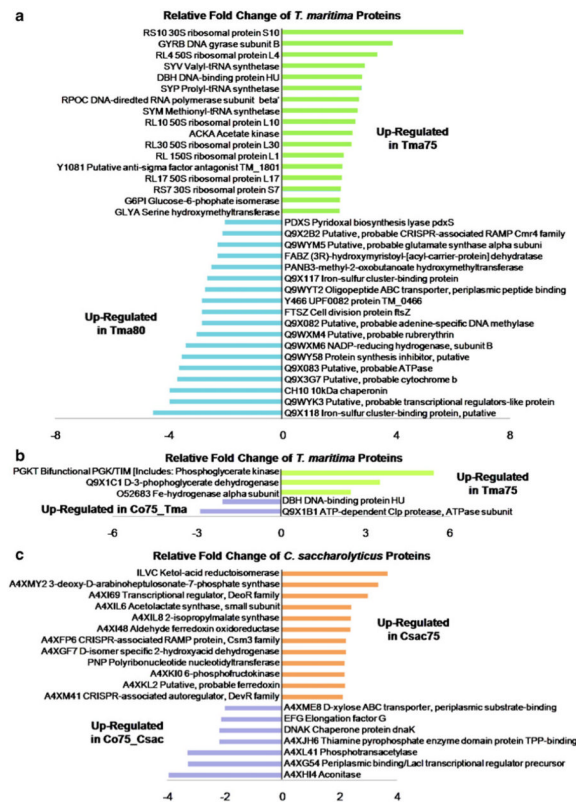 a
Relative Fold Change of T. maritima Proteins
RS10 30S ribosomal protein S10
GYRB DNA gyrase subunit B
RL4 50S ribosomal protein L4
SYV Valyl-tRNA synthetase
DBH DNA-binding protein HU
SYP Prolyl-tRNA synthetase
RPOC DNA-diredted RNA polymerase subunit beta'
SYM Methionyl-tRNA synthetase
RL10 50S ribosomal protein L10
ACKA Acetate kinase
RL30 50S ribosomal protein L30
RL 150S ribosomal protein L1
Y1081 Putative anti-sigma factor antagonist TM_1801
RL17 50S ribosomal protein L17
RS7 30S ribosomal protein S7
G6PI Glucose-6-phophate isomerase
GLYA Serine hydroxymethyltransferase
Up-Regulated
in Tma75
PDXS Pyridoxal biosynthesis lyase pdxS
Q9X2B2 Putative, probable CRISPR-associated RAMP Cmr4 family
Q9WYM5 Putative, probable glutamate synthase alpha subuni
FABZ (3R)-hydroxymyristoyl-[acyl-carrier-protein] dehydratase
PANB3-methyl-2-oxobutanoate hydroxymethyltransferase
Q9X117 Iron-sulfur cluster-binding protein
Q9WYT2 Oligopeptide ABC transporter, periplasmic peptide binding
Y466 UPF0082 protein TM_0466
FTSZ Cell division protein ftsZ
Q9X082 Putative, probable adenine-specific DNA methylase
Q9WXM4 Putative, probable rubrerythrin
Q9WXM6 NADP-reducing hydrogenase, subunit B
Q9WY58 Protein synthesis inhibitor, putative
Q9X083 Putative, probable ATPase
Q9X3G7 Putative, probable cytochrome b
CH10 10kDa chaperonin
Q9WYK3 Putative, probable transcriptional regulators-like protein
Q9X118 Iron-sulfur cluster-binding protein, putative
Up-Regulated
in Tma80
-8 -4 0 4 8
b
Relative Fold Change of T. maritima Proteins
PGKT Bifunctional PGK/TIM [Includes: Phosphoglycerate kinase
Q9X1C1 D-3-phophoglycerate dehydrogenase
O52683 Fe-hydrogenase alpha subunit
Up-Regulated
in Tma75
DBH DNA-binding protein HU
Q9X1B1 ATP-dependent Clp protease, ATPase subunit
Up-Regulated in Co75_Tma
-6 -3 0 3 6
c
Relative Fold Change of C. saccharolyticus Proteins
ILVC Ketol-acid reductoisomerase
A4XMY2 3-deoxy-D-arabinoheptulosonate-7-phosphate synthase
A4XI69 Transcriptional regulator, DeoR family
A4XIL6 Acetolactate synthase, small subunit
A4XIL8 2-isopropylmalate synthase
A4XI48 Aldehyde ferredoxin oxidoreductase
A4XFP6 CRISPR-associated RAMP protein, Csm3 family
A4XGF7 D-isomer specific 2-hydroxyacid dehydrogenase
PNP Polyribonucleotide nucleotidyltransferase
A4XKI0 6-phosphofructokinase
A4XKL2 Putative, probable ferredoxin
A4XM41 CRISPR-associated autoregulator, DevR family
Up-Regulated
in Csac75
A4XME8 D-xylose ABC transporter, periplasmic substrate-binding
EFG Elongation factor G
DNAK Chaperone protein dnaK
A4XJH6 Thiamine pyrophosphate enzyme domain protein TPP-binding
A4XL41 Phosphotransacetylase
A4XG54 Periplasmic binding/LacI transcriptional regulator precursor
A4XHI4 Aconitase
Up-Regulated
in Co75_Csac
-4 -2 0 2 4